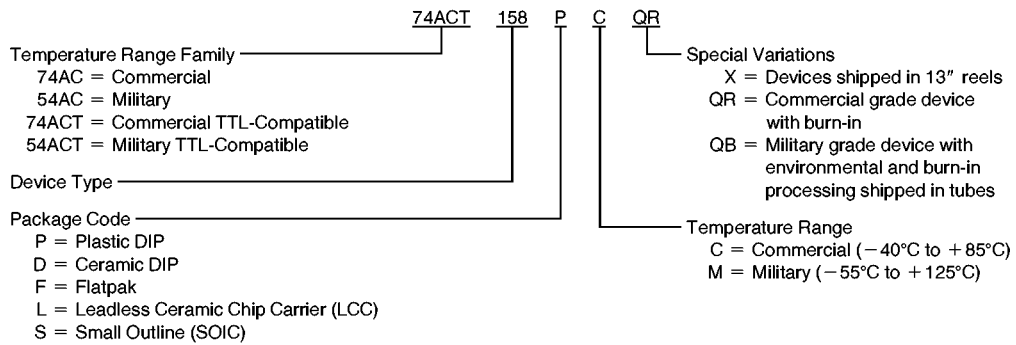 74ACT 158 P C QR
Temperature Range Family
74AC = Commercial
54AC = Military
74ACT = Commercial TTL-Compatible
54ACT = Military TTL-Compatible
Device Type
Package Code
P = Plastic DIP
D = Ceramic DIP
F = Flatpak
L = Leadless Ceramic Chip Carrier (LCC)
S = Small Outline (SOIC)
Special Variations
X = Devices shipped in 13″ reels
QR = Commercial grade device
with burn-in
QB = Military grade device with
environmental and burn-in
processing shipped in tubes
Temperature Range
C = Commercial (−40°C to +85°C)
M = Military (−55°C to +125°C)